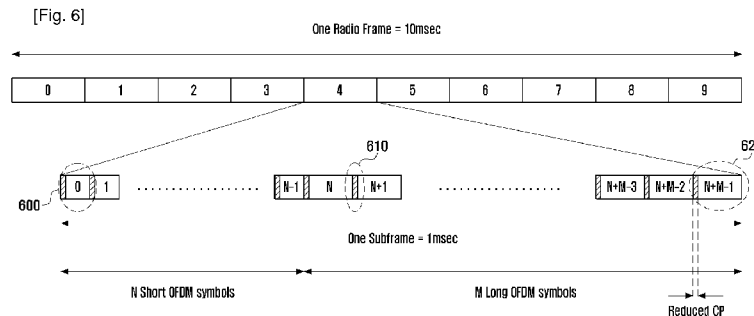 [Fig. 6]
One Radio Frame = 10msec
0 1 2 3 4 5 6 7 8 9
610
62
0 1 N-1 N N+1 N+M-3 N+M-2 N+M-1
600
One Subframe = 1msec
N Short OFDM symbols M Long OFDM symbols
Reduced CP